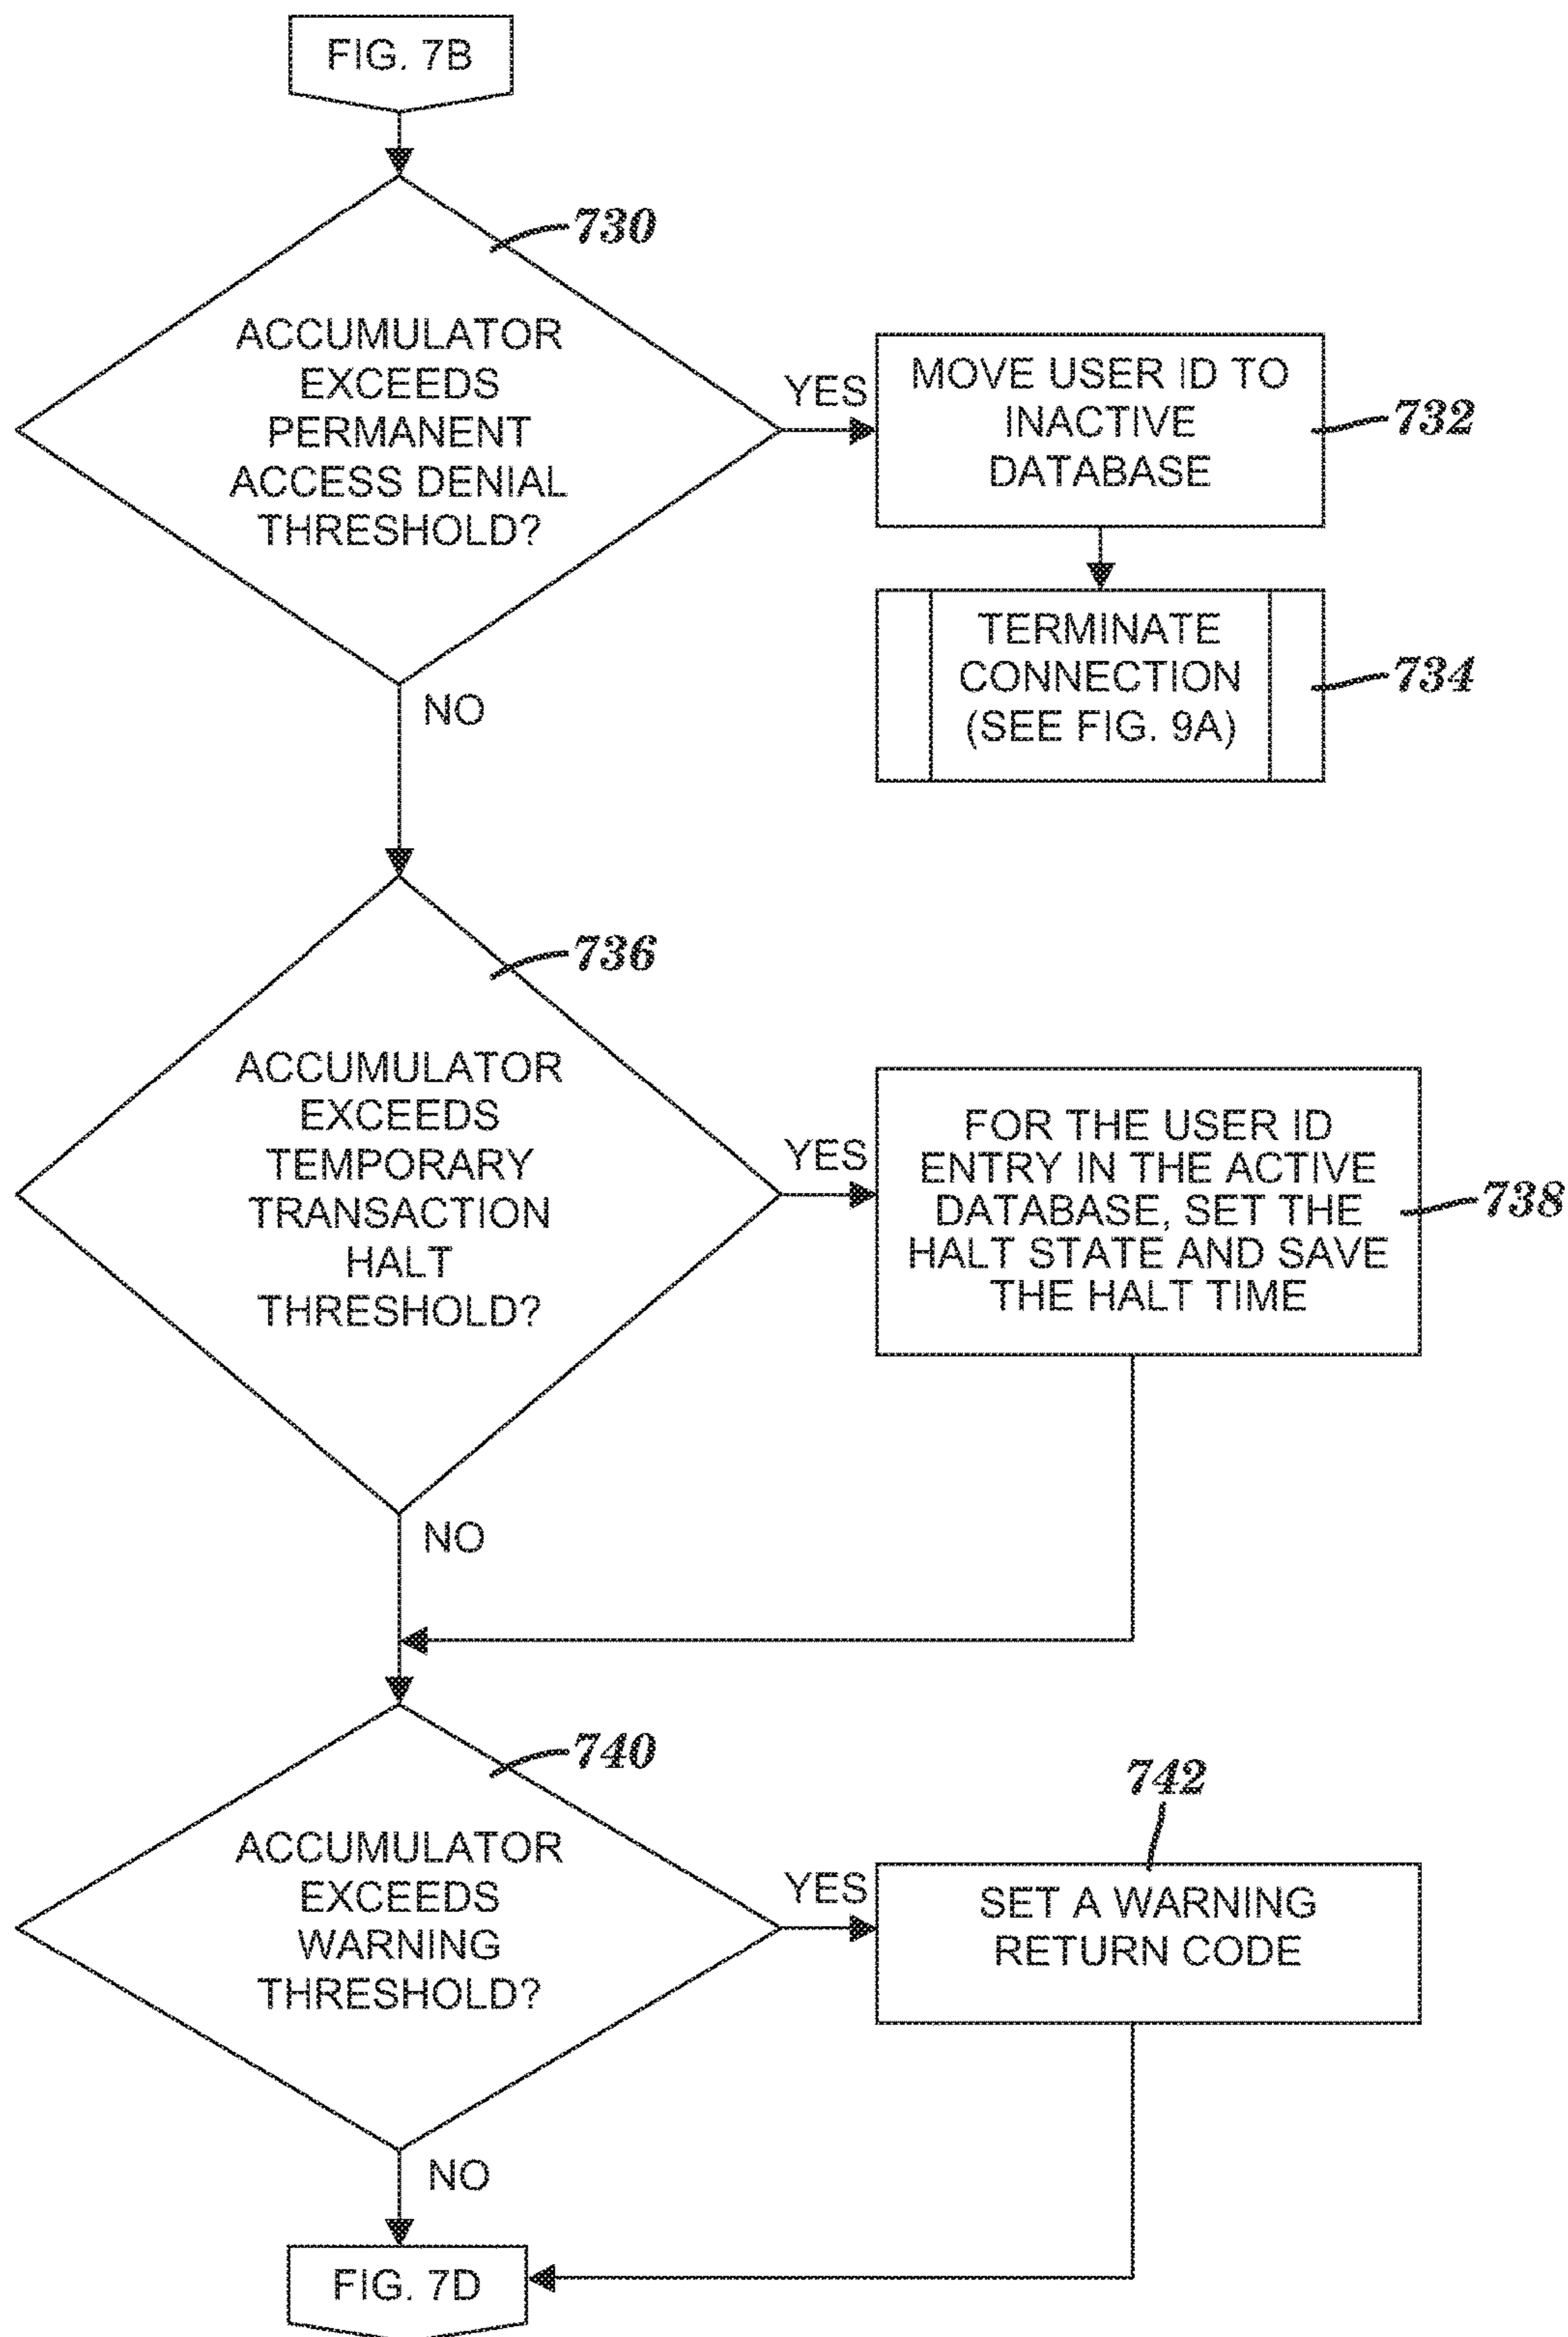 FIG. 7B
730
ACCUMULATOR
EXCEEDS
PERMANENT
ACCESS DENIAL
THRESHOLD?
YES
MOVE USER ID TO
INACTIVE
DATABASE
732
TERMINATE
CONNECTION
(SEE FIG. 9A)
734
NO
736
ACCUMULATOR
EXCEEDS
TEMPORARY
TRANSACTION
HALT
THRESHOLD?
YES
FOR THE USER ID
ENTRY IN THE ACTIVE
DATABASE, SET THE
HALT STATE AND SAVE
THE HALT TIME
738
NO
740
ACCUMULATOR
EXCEEDS
WARNING
THRESHOLD?
YES
742
SET A WARNING
RETURN CODE
NO
FIG. 7D